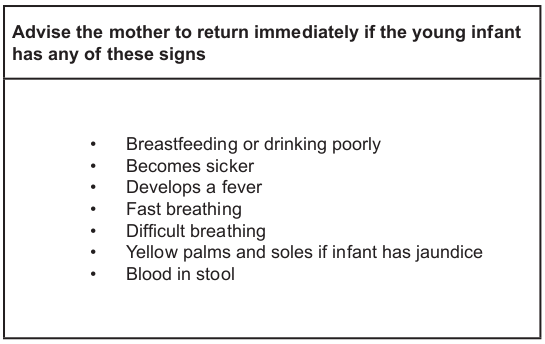 Advise the mother to return immediately if the young infant
has any of these signs
• Breastfeeding or drinking poorly
• Becomes sicker
• Develops a fever
• Fast breathing
• Difficult breathing
• Yellow palms and soles if infant has jaundice
• Blood in stool